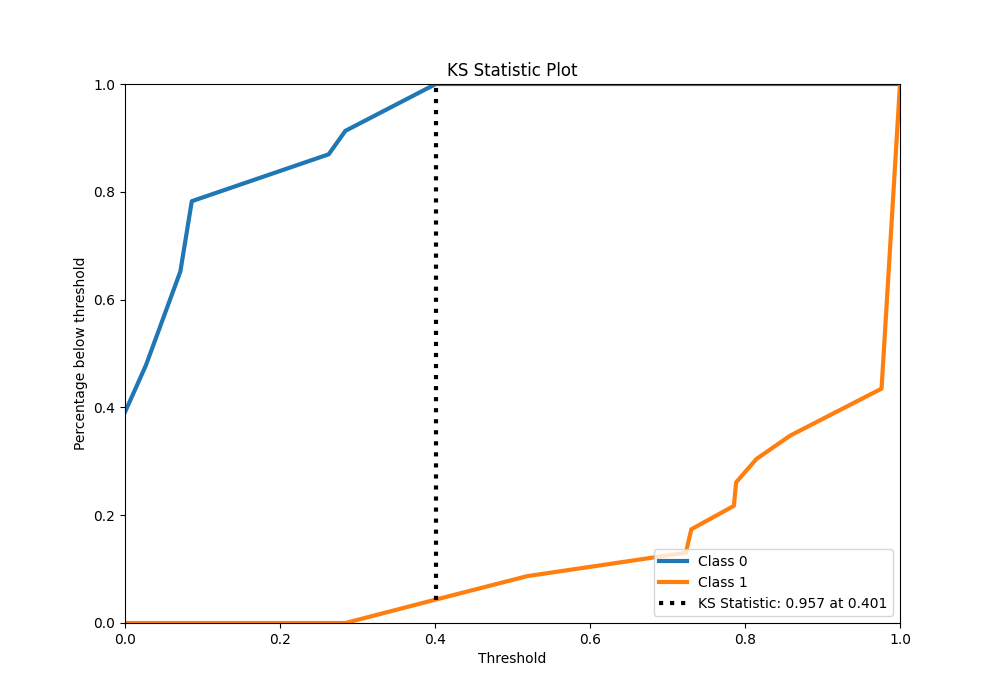 KS Statistic Plot
1.0
0.8
0.6
0.4
0.2
0.0
Percentage below threshold
0.0 0.2 0.4 0.6 0.8 1.0
Threshold
Class 0
Class 1
KS Statistic: 0.957 at 0.401